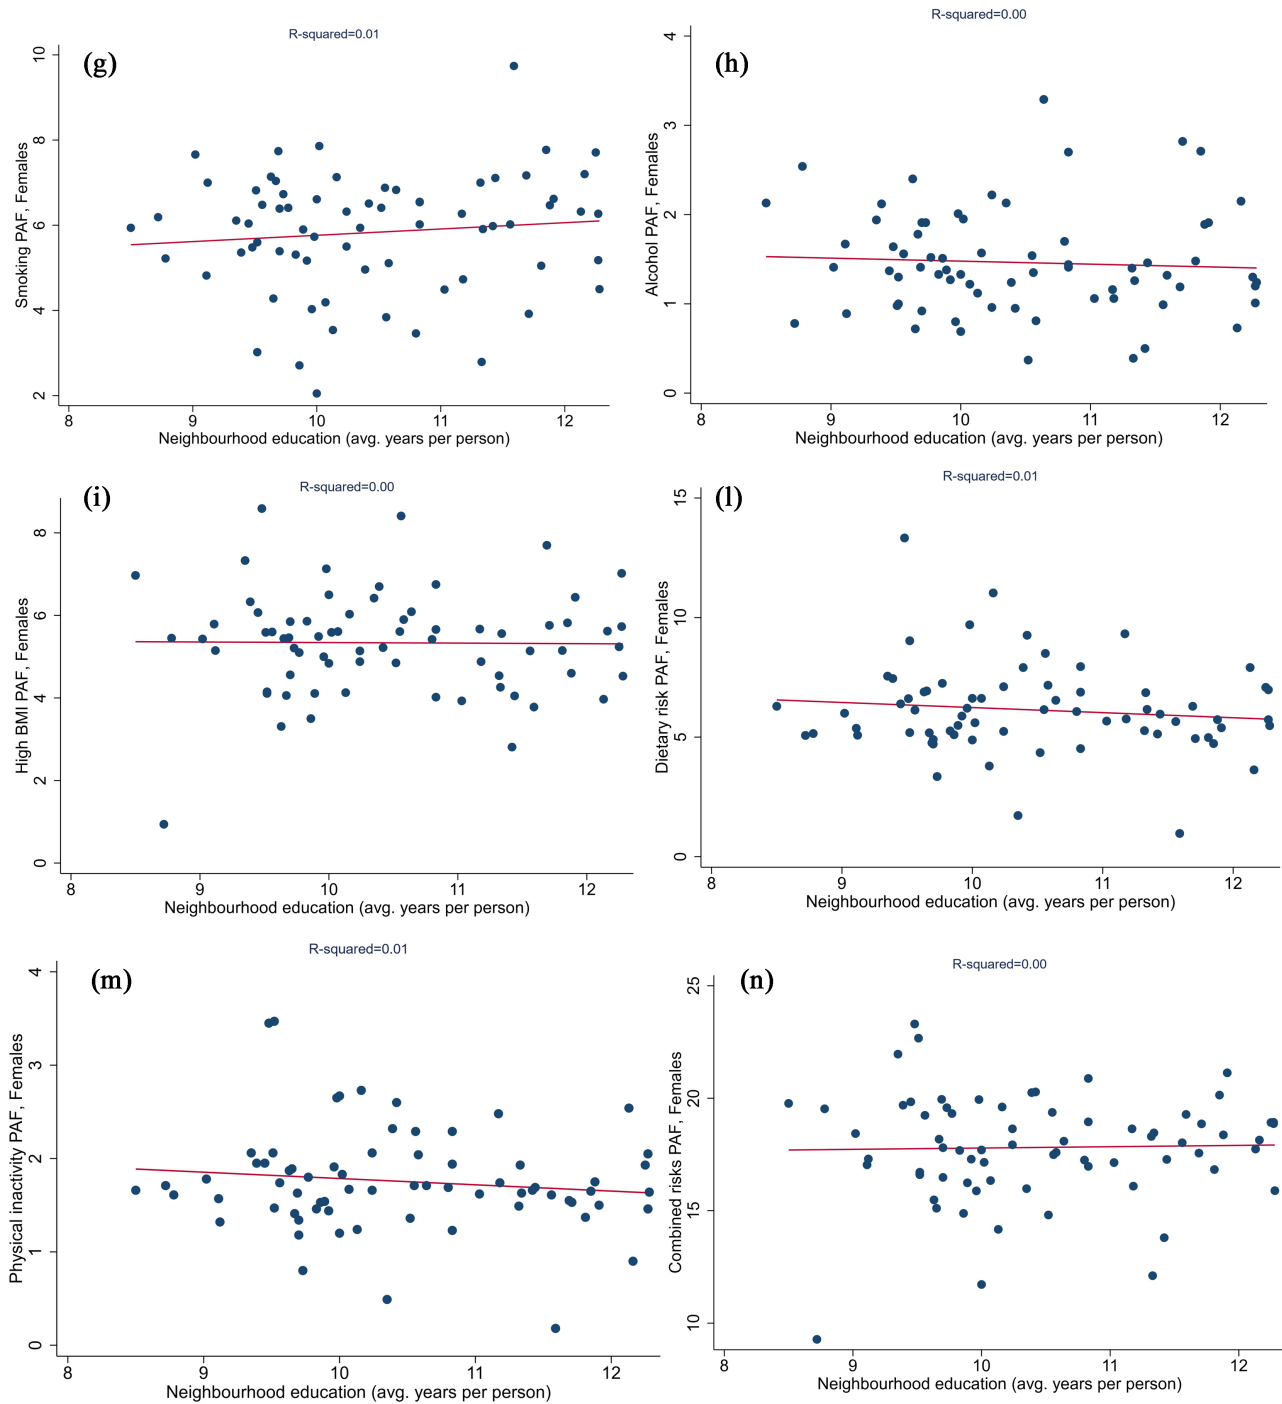 R-squared=0.01
(g)
Smoking PAF, Females
10
8
6
4
2
8 9 10 11 12
Neighbourhood education (avg. years per person)
R-squared=0.00
(h)
Alcohol PAF, Females
4
3
2
1
0
8 9 10 11 12
Neighbourhood education (avg. years per person)
R-squared=0.00
(i)
High BMI PAF, Females
8
6
4
2
0
8 9 10 11 12
Neighbourhood education (avg. years per person)
R-squared=0.01
(l)
Dietary risk PAF, Females
15
10
5
0
8 9 10 11 12
Neighbourhood education (avg. years per person)
R-squared=0.01
(m)
Physical inactivity PAF, Females
4
3
2
1
0
8 9 10 11 12
Neighbourhood education (avg. years per person)
R-squared=0.00
(n)
Combined risks PAF, Females
25
20
15
10
8 9 10 11 12
Neighbourhood education (avg. years per person)